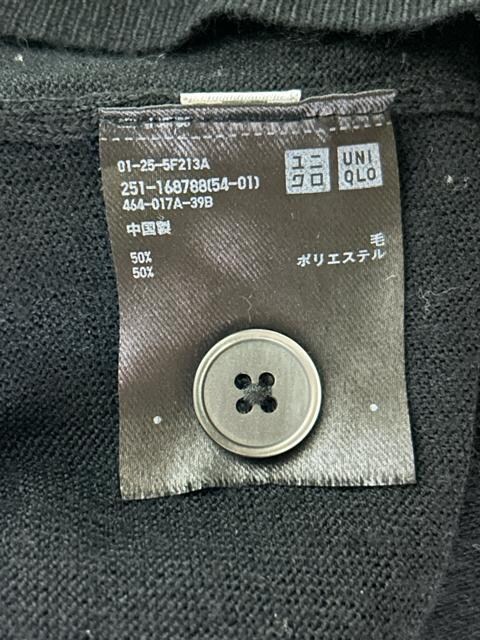 01-25-5F213A
251-168788(54-01)
464-017A-39B
中国製
ユニ
クロ
UNI
QLO
50% 毛
50% ポリエステル